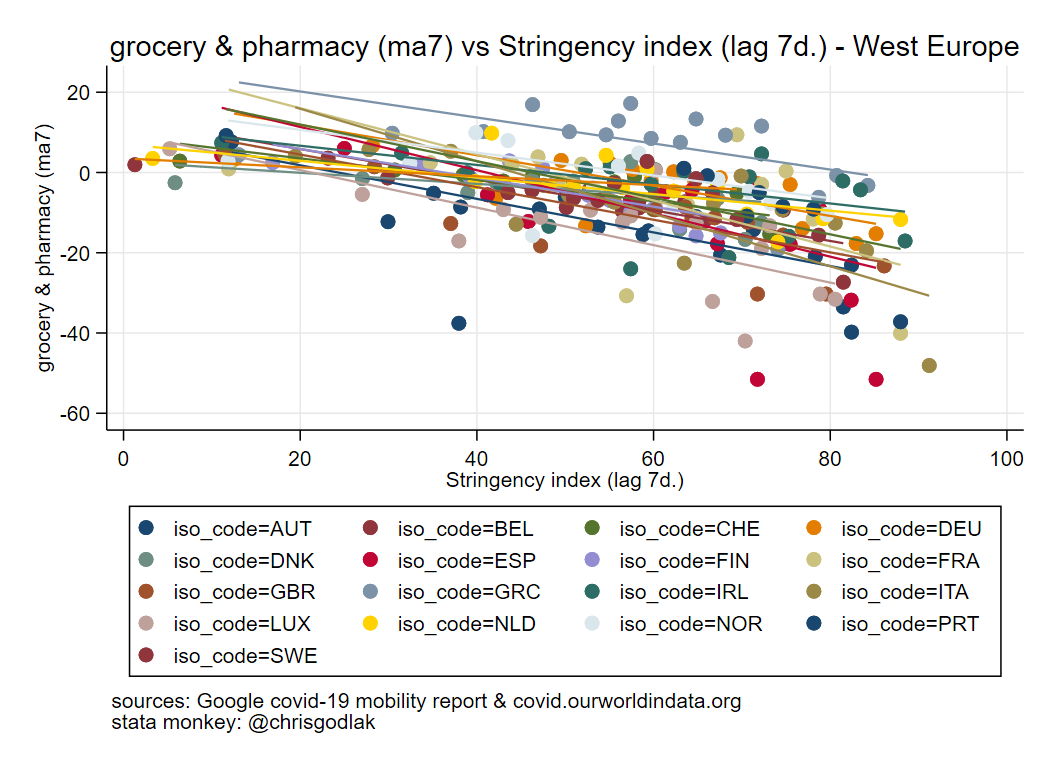 grocery & pharmacy (ma7) vs Stringency index (lag 7d.) - West Europe
grocery & pharmacy (ma7)
20
0
-20
-40
-60
0 20 40 60 80 100
Stringency index (lag 7d.)
iso_code=AUT iso_code=BEL iso_code=CHE iso_code=DEU
iso_code=DNK iso_code=ESP iso_code=FIN iso_code=FRA
iso_code=GBR iso_code=GRC iso_code=IRL iso_code=ITA
iso_code=LUX iso_code=NLD iso_code=NOR iso_code=PRT
iso_code=SWE
sources: Google covid-19 mobility report & covid.ourworldindata.org
stata monkey: @chrisgodlak